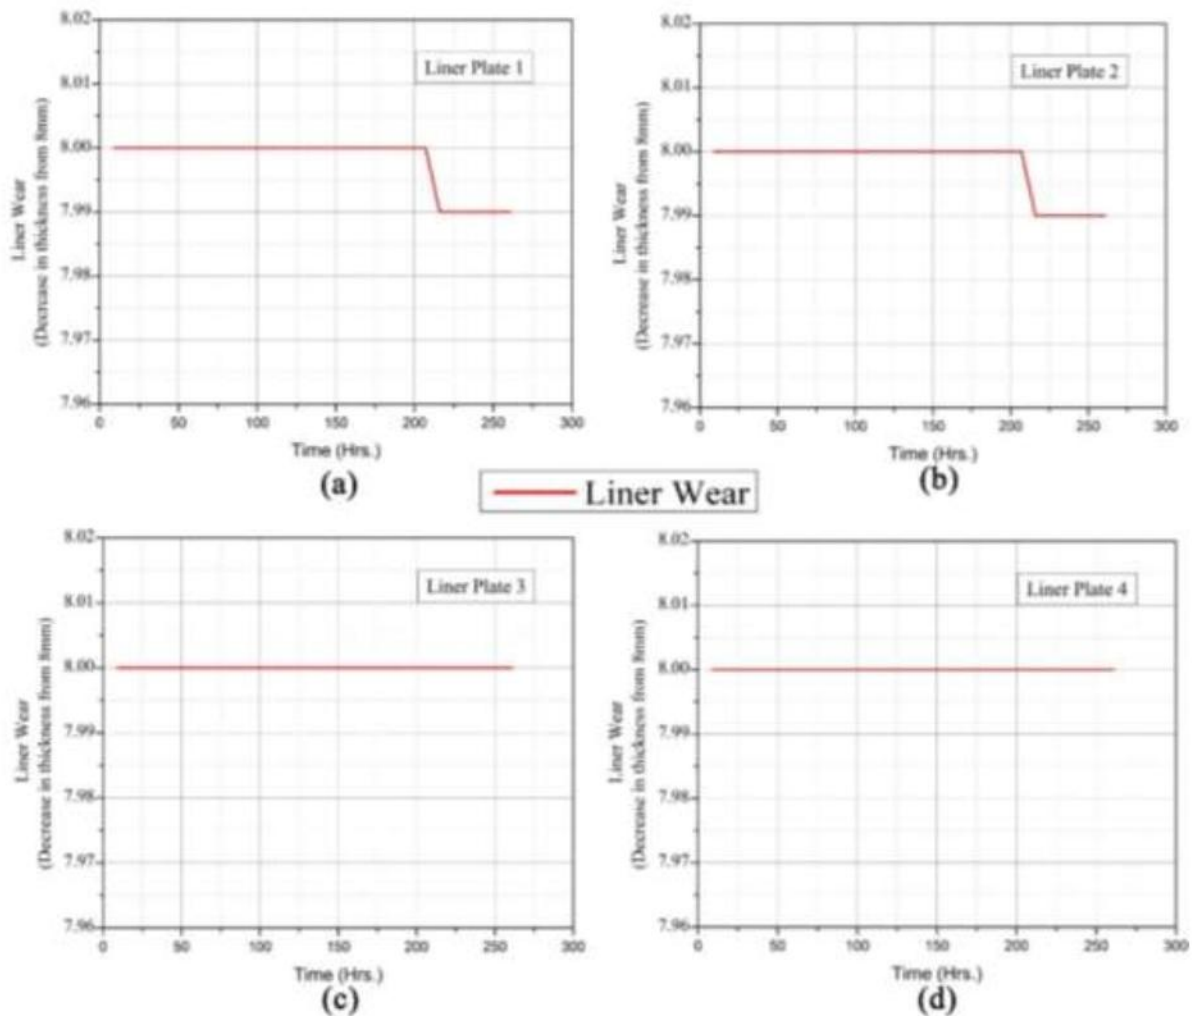 8.02
8.01
8.00
7.99
7.98
7.97
7.96
Liner Wear
(Decrease in thickness from 8mm)
Liner Plate 1
0 50 100 150 200 250 300
Time (Hrs.)
(a)
8.02
8.01
8.00
7.99
7.98
7.97
7.96
Liner Wear
(Decrease in thickness from 8mm)
Liner Plate 2
0 50 100 150 200 250 300
Time (Hrs.)
(b)
Liner Wear
8.02
8.01
8.00
7.99
7.98
7.97
7.96
Liner Wear
(Decrease in thickness from 8mm)
Liner Plate 3
0 50 100 150 200 250 300
Time (Hrs.)
(c)
8.02
8.01
8.00
7.99
7.98
7.97
7.96
Liner Wear
(Decrease in thickness from 8mm)
Liner Plate 4
0 50 100 150 200 250 300
Time (Hrs.)
(d)